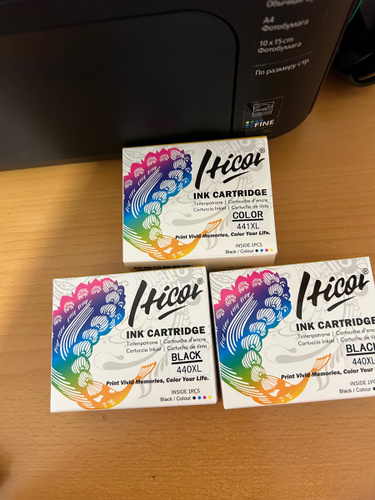 Обычная бум
A4
Фотобумага
10 x 15cm
Фотобумага
По размеру стр
FINE
Hicor®
INK CARTRIDGE
Tintenpatrone | Cartouche d'encre
Cartuccia Inkjet | Cartucho de tinta
COLOR
441XL
Print Vivid Memories, Color Your Life.
INSIDE 1PCS
Black / Colour
Hicor®
INK CARTRIDGE
Tintenpatrone | Cartouche d'encre
Cartuccia Inkjet | Cartucho de tinta
BLACK
440XL
Print Vivid Memories, Color Your Life.
INSIDE 1PCS
Black / Colour
Hicor®
INK CARTRIDGE
Tintenpatrone | Cartouche d'encre
Cartuccia Inkjet | Cartucho de tinta
BLACK
440XL
Print Vivid Memories, Color Your Life.
INSIDE 1PCS
Black / Colour